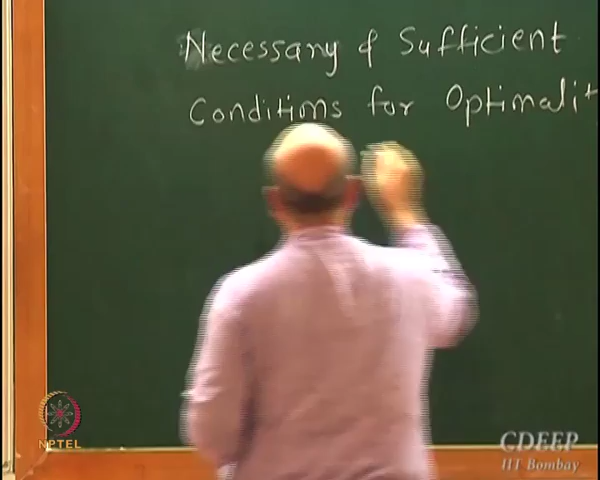 Necessary & Sufficient
Conditions for Optimalit
NPTEL
CDEEP
IIT Bombay